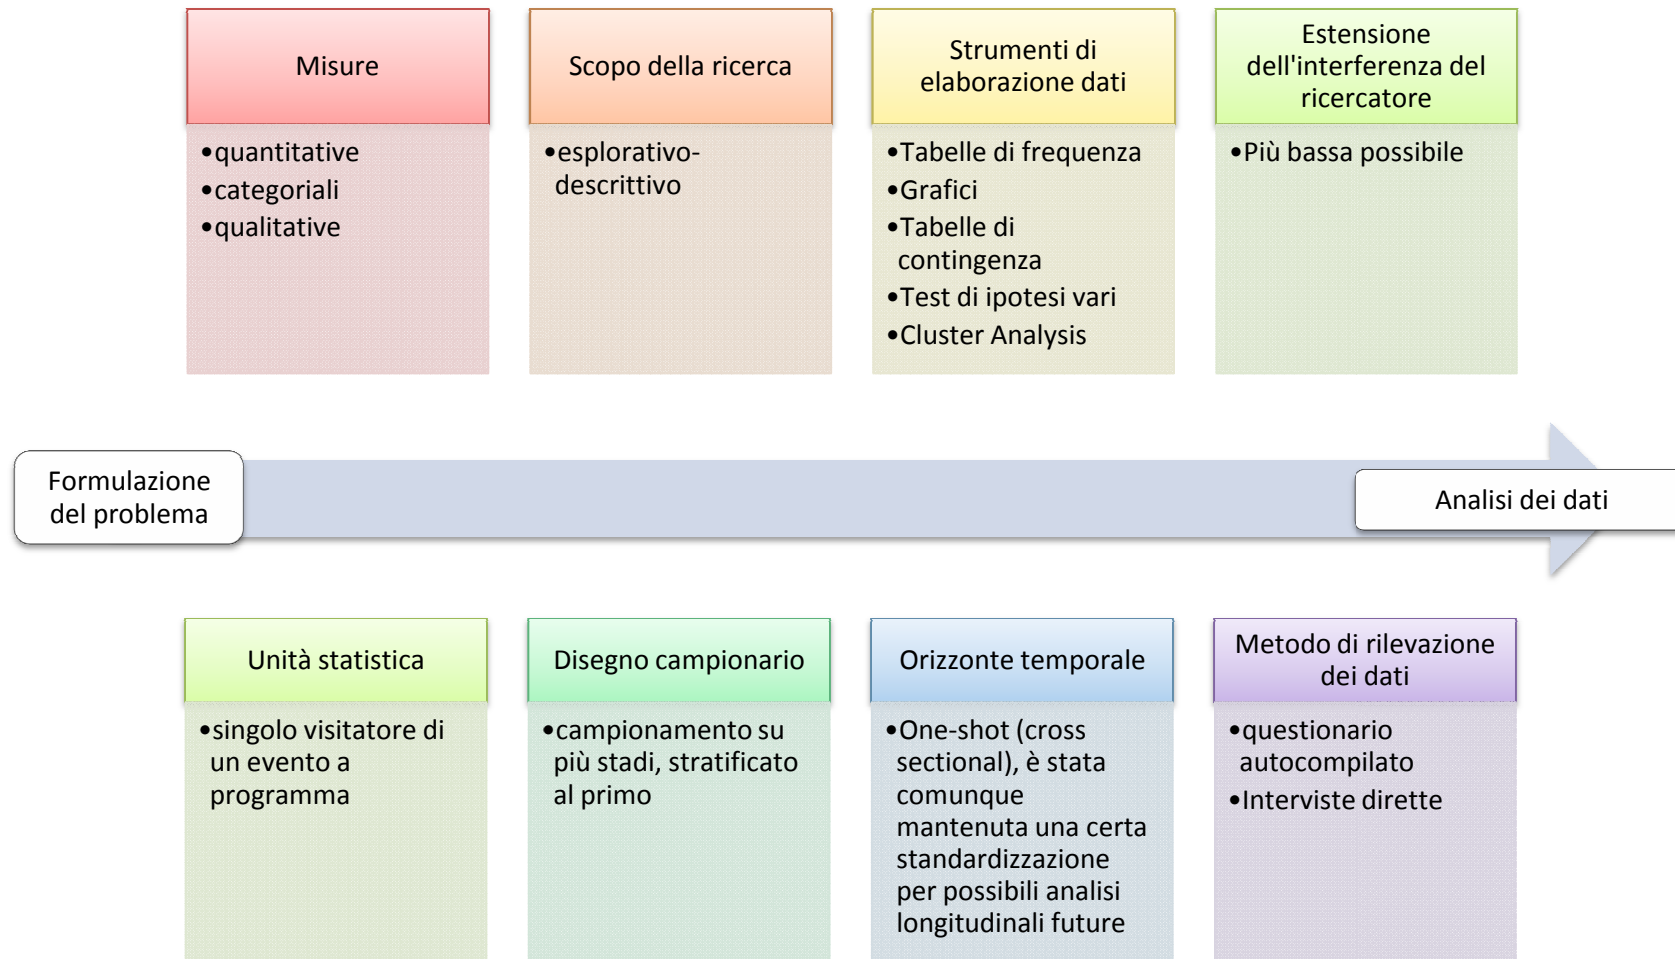 Misure
•quantitative
•categoriali
•qualitative
Scopo della ricerca
•esplorativo-
descrittivo
Strumenti di
elaborazione dati
•Tabelle di frequenza
•Grafici
•Tabelle di
contingenza
•Test di ipotesi vari
•Cluster Analysis
Estensione
dell'interferenza del
ricercatore
•Più bassa possibile
Formulazione
del problema
Analisi dei dati
Unità statistica
•singolo visitatore di
un evento a
programma
Disegno campionario
•campionamento su
più stadi, stratificato
al primo
Orizzonte temporale
•One-shot (cross
sectional), è stata
comunque
mantenuta una certa
standardizzazione
per possibili analisi
longitudinali future
Metodo di rilevazione
dei dati
•questionario
autocompilato
•Interviste dirette